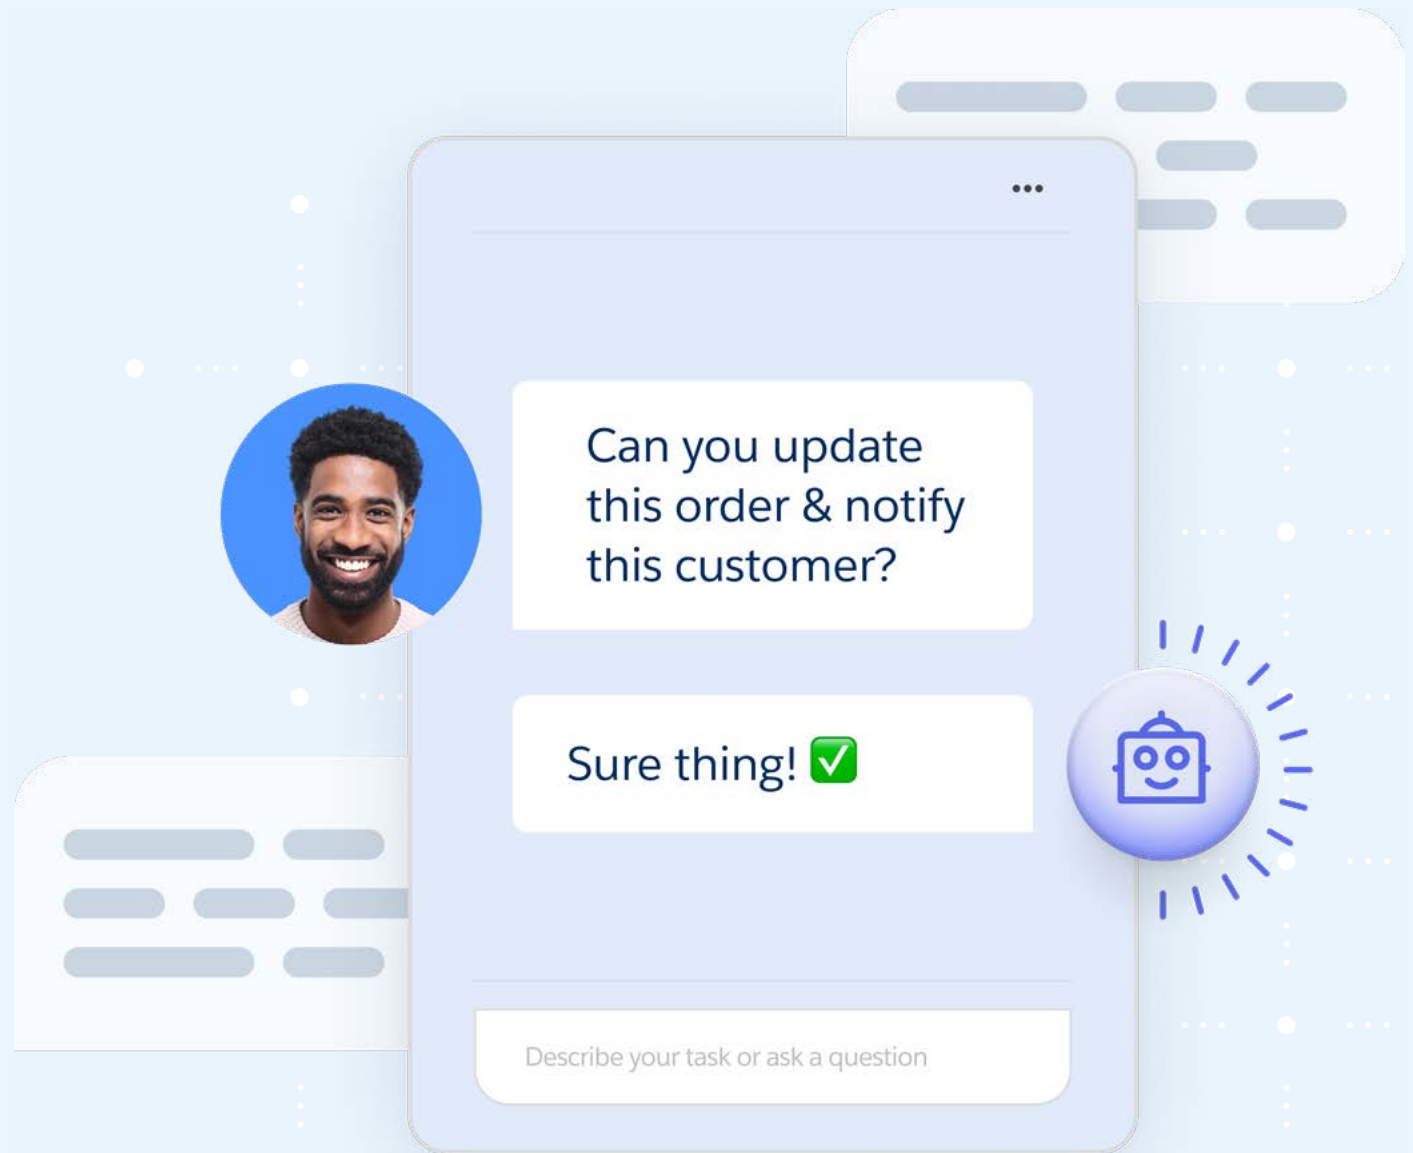 Can you update
this order & notify
this customer?
Sure thing! ✅
Describe your task or ask a question